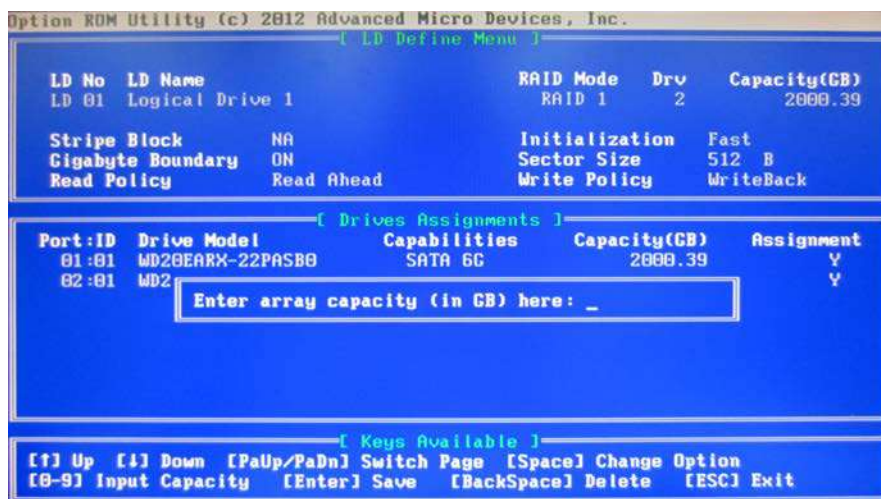 Option ROM Utility (c) 2012 Advanced Micro Devices, Inc.
[ LD Define Menu ]
LD No LD Name RAID Mode Drv Capacity(GB)
LD 01 Logical Drive 1 RAID 1 2 2000.39
Stripe Block NA Initialization Fast
Gigabyte Boundary ON Sector Size 512 B
Read Policy Read Ahead Write Policy WriteBack
[ Drives Assignments ]
Port:ID Drive Model Capabilities Capacity(GB) Assignment
01:01 WD20EARX-22PASB0 SATA 6G 2000.39 Y
02:01 WD2 Y
Enter array capacity (in GB) here: _
[ Keys Available ]
[↑] Up [↓] Down [PaUp/PaDn] Switch Page [Space] Change Option
[0-9] Input Capacity [Enter] Save [BackSpace] Delete [ESC] Exit